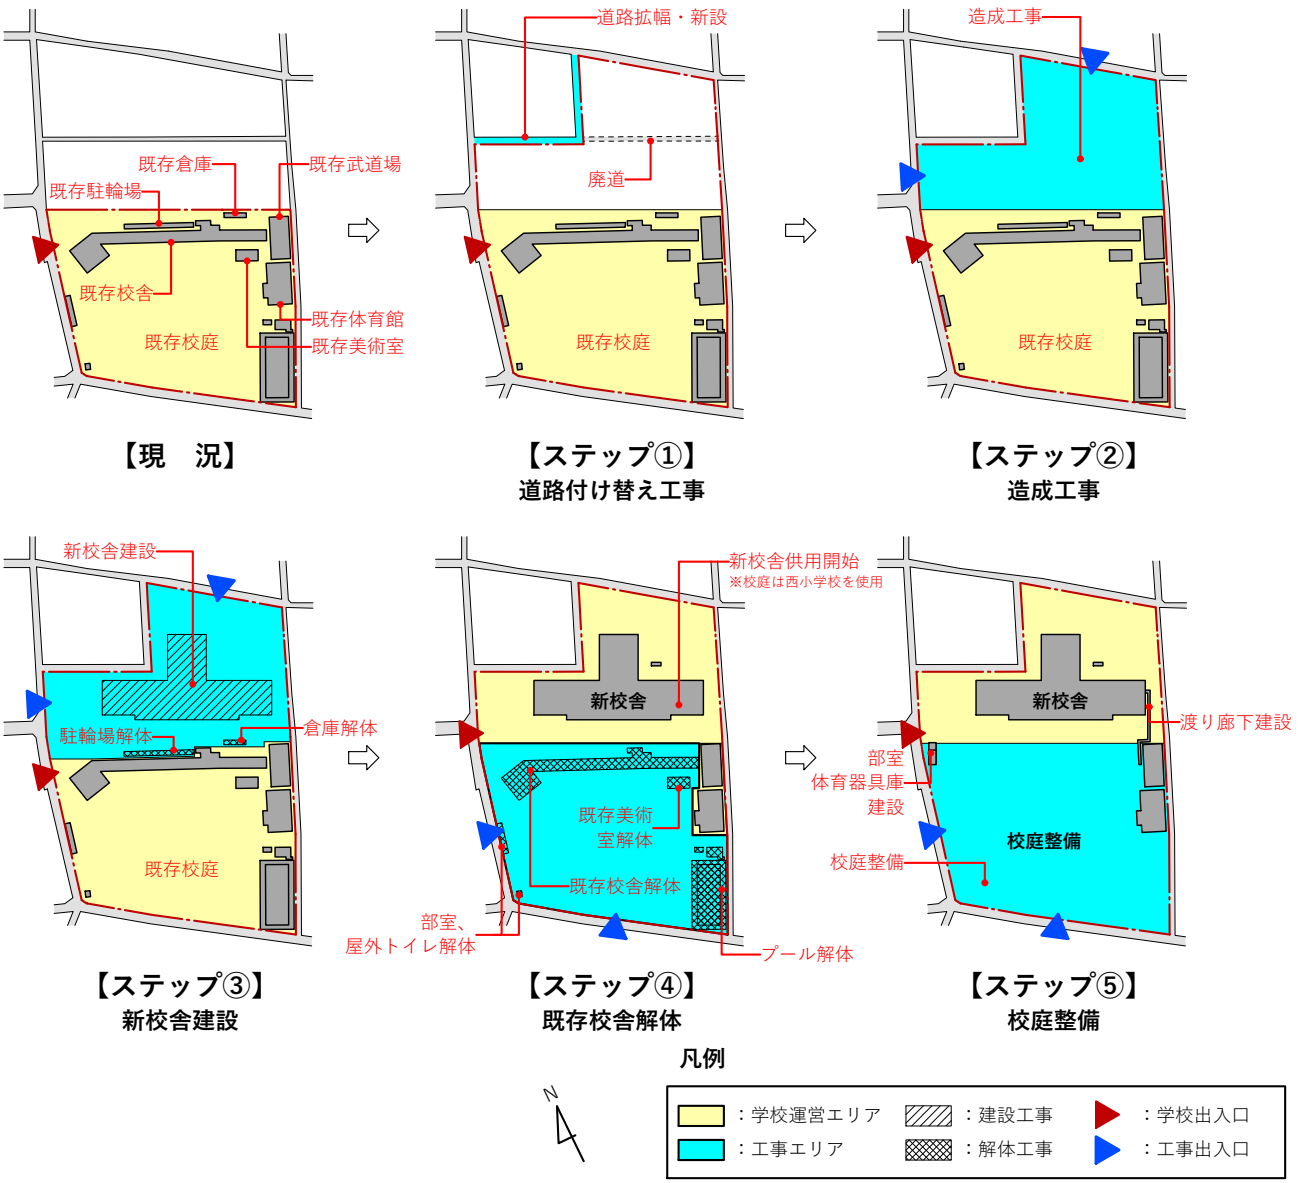 既存倉庫
既存武道場
既存駐輪場
既存校舎
既存体育館
既存校庭
既存美術室
【現　況】
道路拡幅・新設
廃道
既存校庭
【ステップ①】
道路付け替え工事
造成工事
既存校庭
【ステップ②】
造成工事
新校舎建設
倉庫解体
駐輪場解体
既存校庭
【ステップ③】
新校舎建設
新校舎供用開始
※校庭は西小学校を使用
新校舎
既存美術
室解体
既存校舎解体
部室、
屋外トイレ解体
プール解体
【ステップ④】
既存校舎解体
新校舎
渡り廊下建設
部室
体育器具庫
建設
校庭整備
校庭整備
【ステップ⑤】
校庭整備
凡例
N
：学校運営エリア
：建設工事
：学校出入口
：工事エリア
：解体工事
：工事出入口